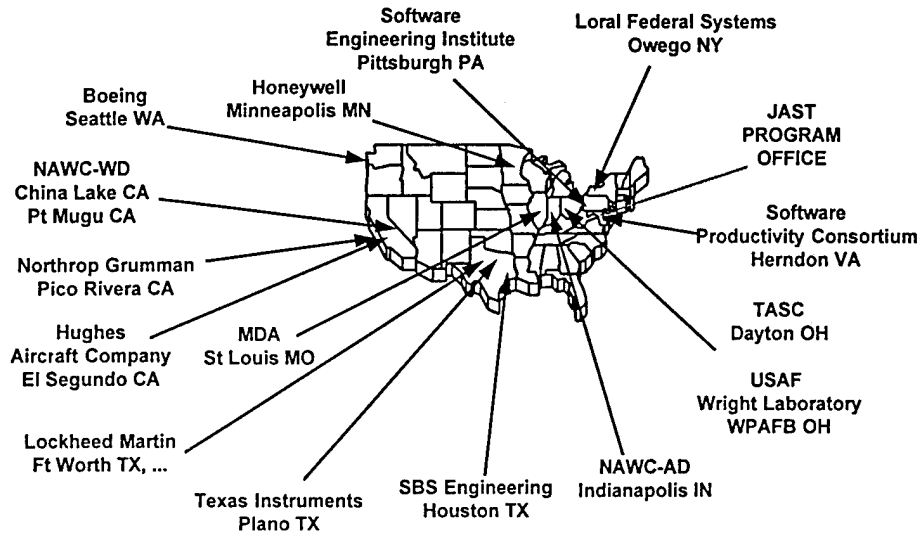 Software
Engineering Institute
Pittsburgh PA
Loral Federal Systems
Owego NY
Honeywell
Minneapolis MN
Boeing
Seattle WA
JAST
PROGRAM
OFFICE
NAWC-WD
China Lake CA
Pt Mugu CA
Software
Productivity Consortium
Herndon VA
Northrop Grumman
Pico Rivera CA
TASC
Dayton OH
Hughes
Aircraft Company
El Segundo CA
MDA
St Louis MO
USAF
Wright Laboratory
WPAFB OH
Lockheed Martin
Ft Worth TX, ...
NAWC-AD
Indianapolis IN
SBS Engineering
Houston TX
Texas Instruments
Plano TX